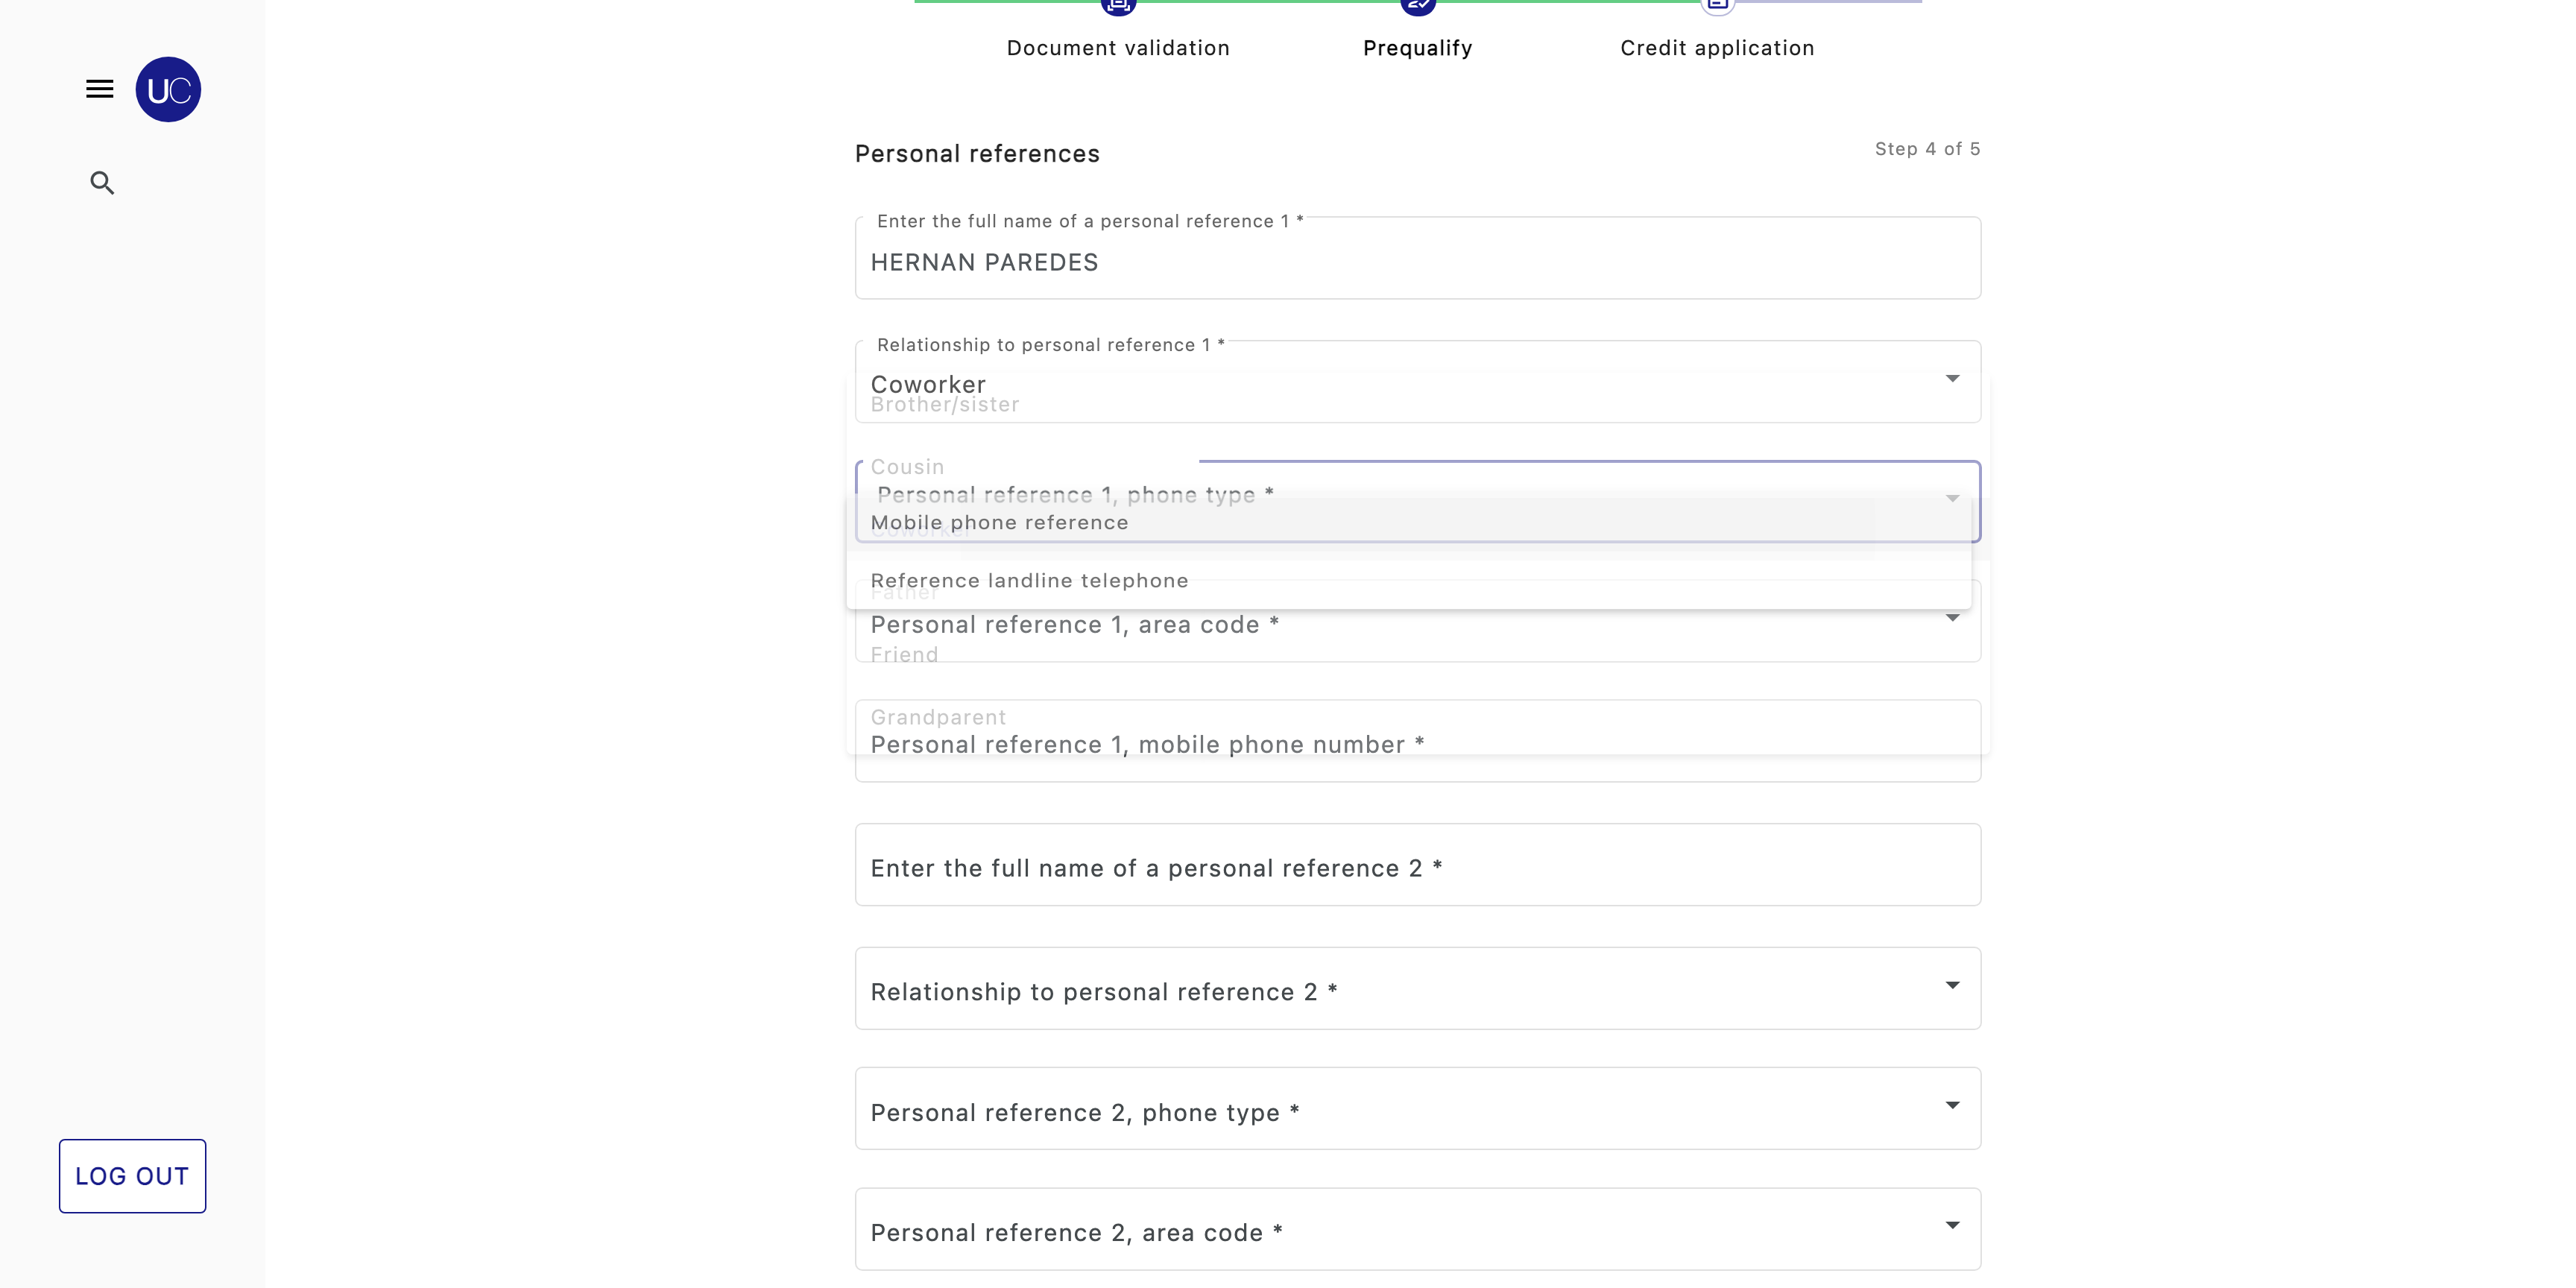 Document validation
Prequalify
Credit application
UC
Personal references
Step 4 of 5
Enter the full name of a personal reference 1 *
HERNAN PAREDES
Relationship to personal reference 1 *
Coworker
Brother/sister
Cousin
Personal reference 1, phone type *
Mobile phone reference
Coworker
Reference landline telephone
Father
Personal reference 1, area code *
Friend
Grandparent
Personal reference 1, mobile phone number *
Enter the full name of a personal reference 2 *
Relationship to personal reference 2 *
Personal reference 2, phone type *
LOG OUT
Personal reference 2, area code *